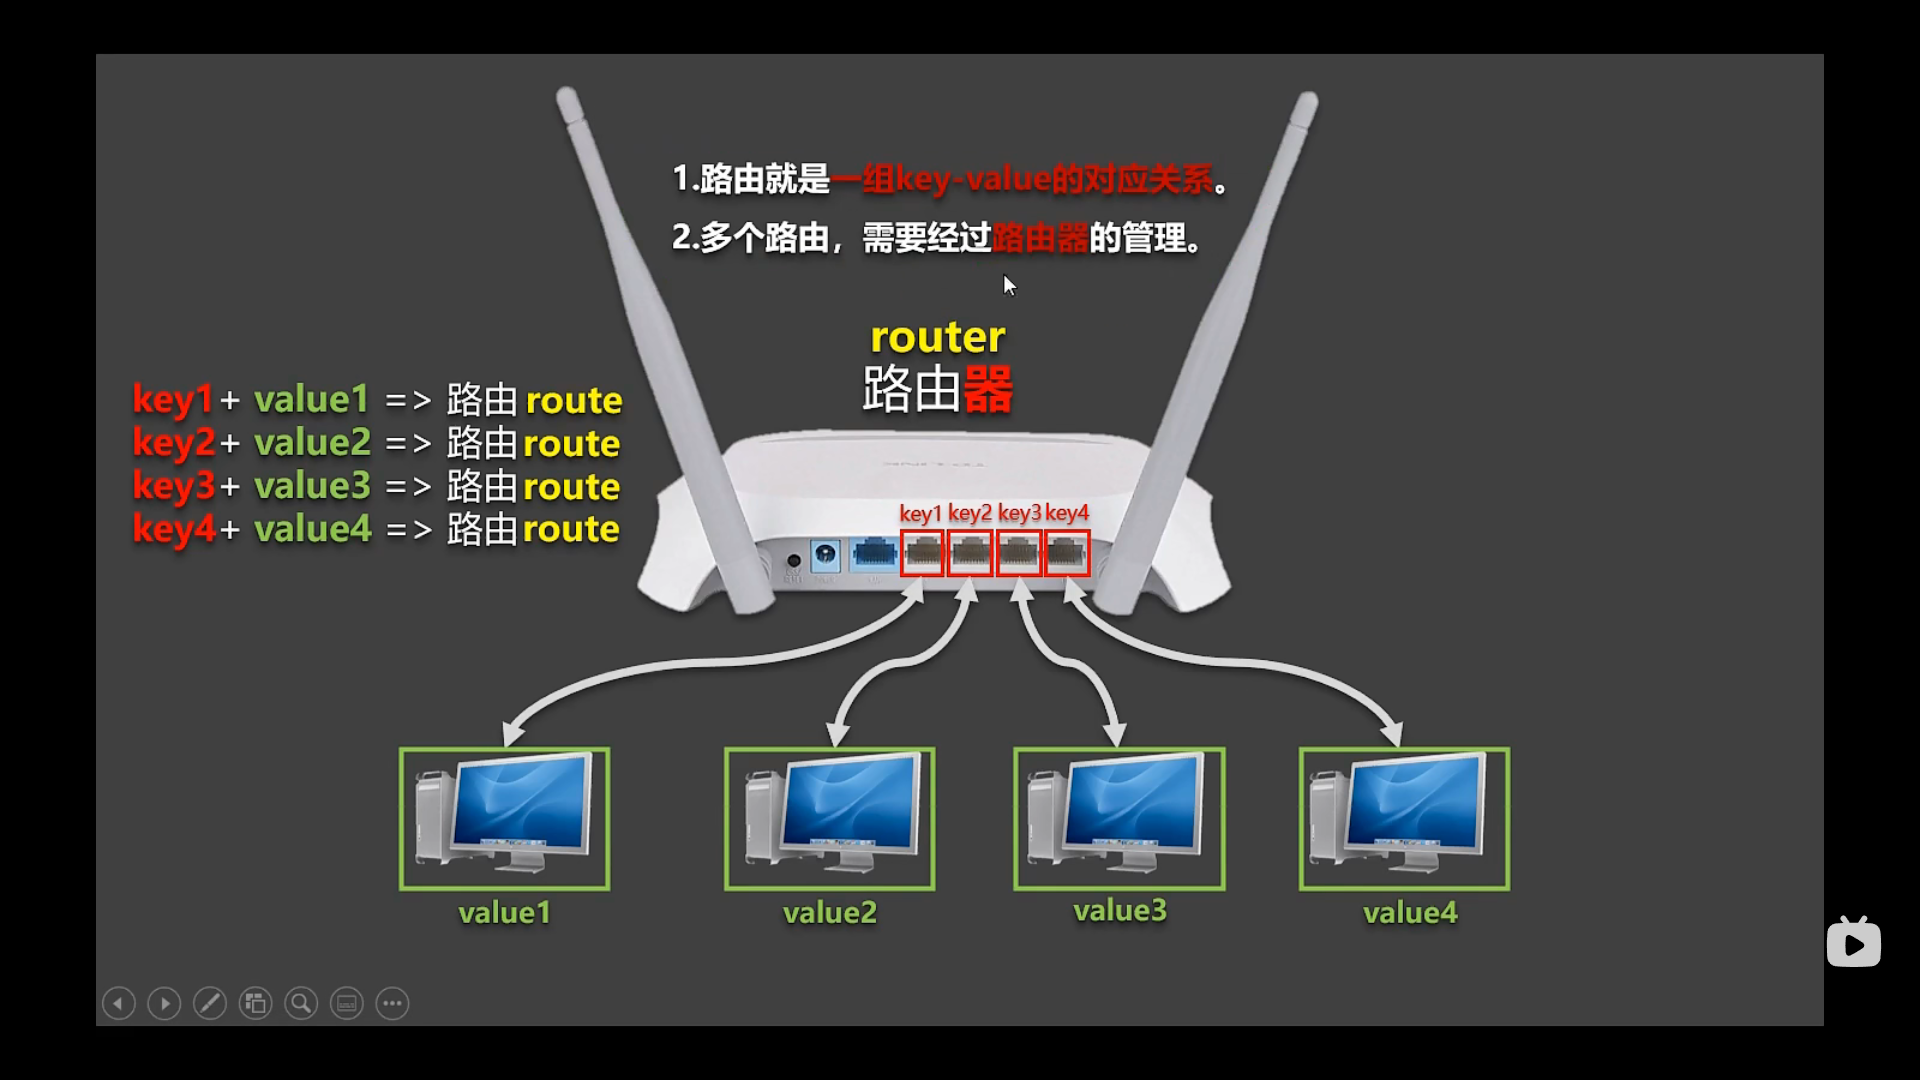 1.路由就是一组key-value的对应关系。
2.多个路由，需要经过路由器的管理。
router
路由器
key1+ value1 => 路由 route
key2+ value2 => 路由 route
key3+ value3 => 路由 route
key4+ value4 => 路由 route
TP-LINK
key1 key2 key3 key4
value1 value2 value3 value4